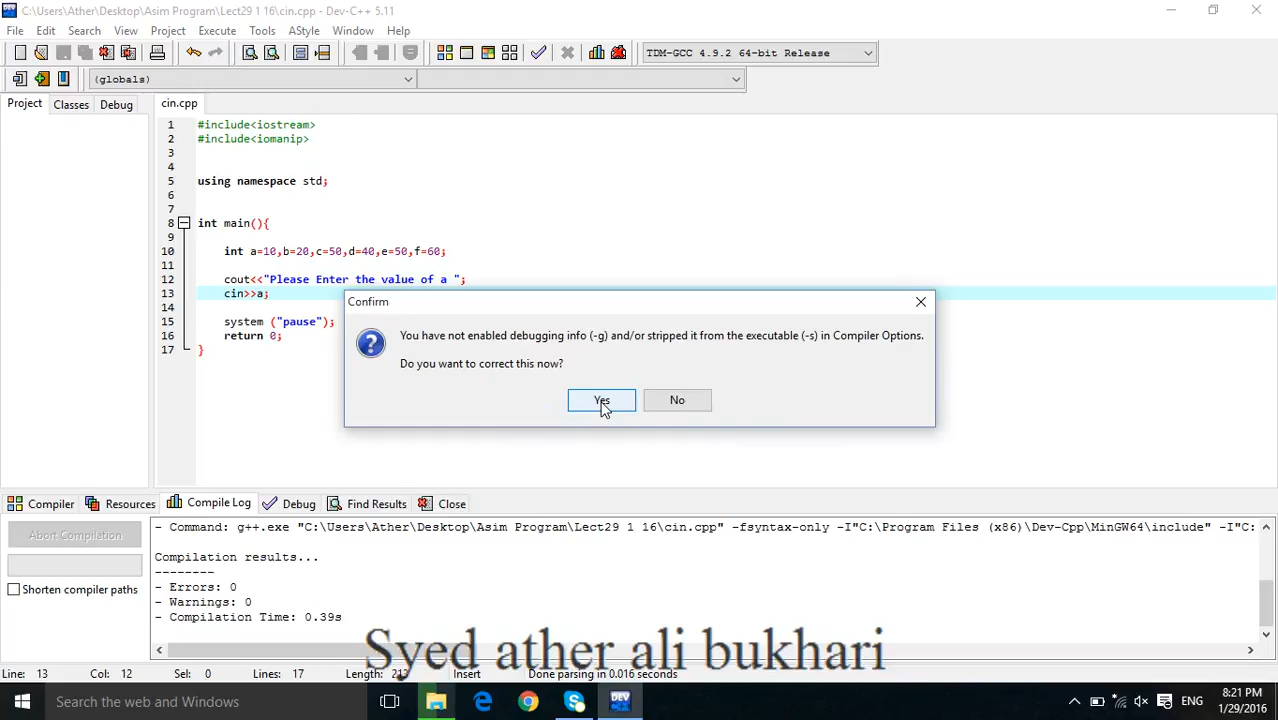 C:\Users\Ather\Desktop\Asim Program\Lect29 1 16\cin.cpp - Dev-C++ 5.11
File Edit Search View Project Execute Tools AStyle Window Help
TDM-GCC 4.9.2 64-bit Release
(globals)
Project Classes Debug cin.cpp
1 #include<iostream>
2 #include<iomanip>
3
4
5 using namespace std;
6
7
8 int main(){
9
10 int a=10,b=20,c=50,d=40,e=50,f=60;
11
12 cout<<"Please Enter the value of a ";
13 cin>>a;
14
15 system ("pause");
16 return 0;
17 }
Confirm
You have not enabled debugging info (-g) and/or stripped it from the executable (-s) in Compiler Options.
Do you want to correct this now?
Yes No
Compiler Resources Compile Log Debug Find Results Close
Abort Compilation
Shorten compiler paths
- Command: g++.exe "C:\Users\Ather\Desktop\Asim Program\Lect29 1 16\cin.cpp" -fsyntax-only -I"C:\Program Files (x86)\Dev-Cpp\MinGW64\include" -I"C:
Compilation results...
--------
- Errors: 0
- Warnings: 0
- Compilation Time: 0.39s
Syed ather ali bukhari
Line: 13 Col: 12 Sel: 0 Lines: 17 Length: Insert Done parsing in 0.016 seconds
Search the web and Windows
DEV
ENG
8:21 PM
1/29/2016